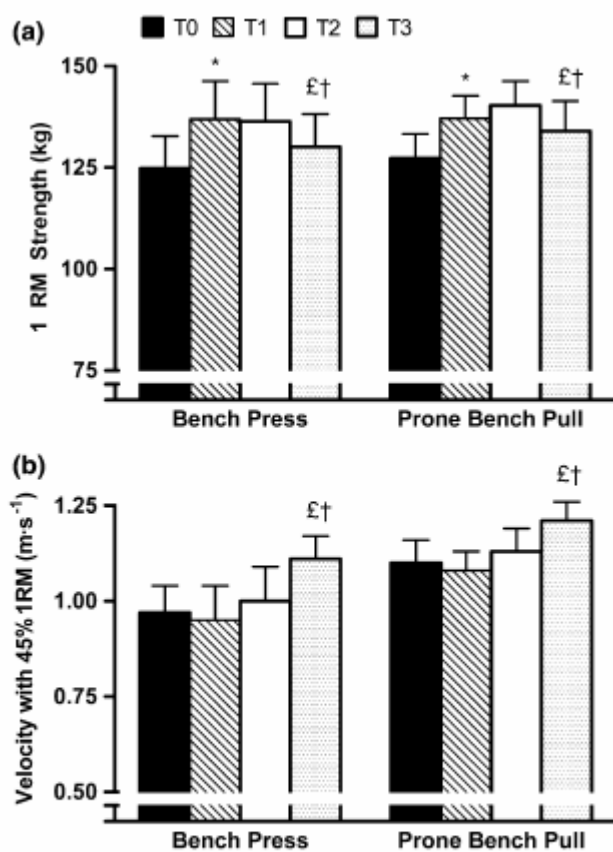 (a)
T0 T1 T2 T3
1 RM Strength (kg)
150
125
100
75
*
£†
*
£†
Bench Press Prone Bench Pull
(b)
Velocity with 45% 1RM (m·s⁻¹)
1.25
1.00
0.75
0.50
£†
£†
Bench Press Prone Bench Pull